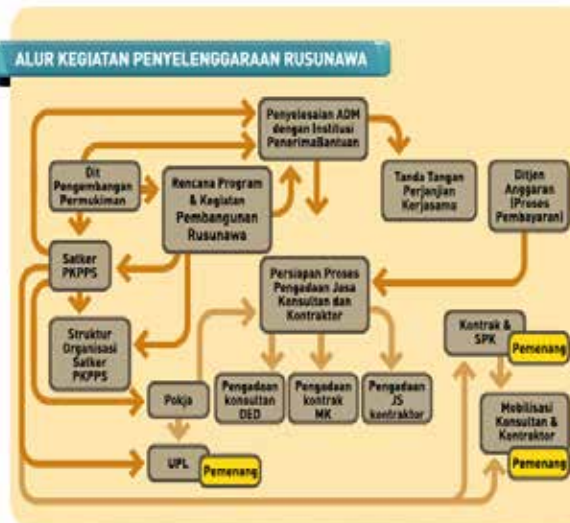 ALUR KEGIATAN PENYELENGGARAAN RUSUNAWA
Penyelesaian ADM
dengan Institusi
PenerimaBantuan
Dit
Pengembangan
Permukiman
Rencana Program
& Kegiatan
Pembangunan
Rusunawa
Tanda Tangan
Perjanjian
Kerjasama
Ditjen
Anggaran
(Proses
Pembayaran)
Satker
PKPPS
Persiapan Proses
Pengadaan Jasa
Konsultan dan
Kontraktor
Struktur
Organisasi
Satker
PKPPS
Kontrak &
SPK
Pemenang
Pokja
Pengadaan
konsultan
DED
Pengadaan
kontrak
MK
Pengadaan
JS
kontraktor
Mobilisasi
Konsultan &
Kontraktor
Pemenang
UPL
Pemenang